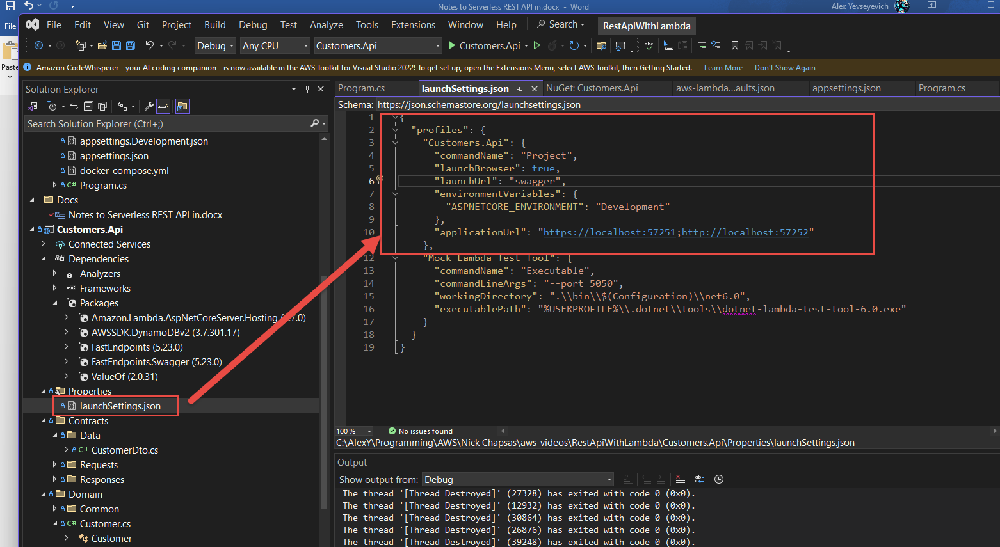 Notes to Serverless REST API in.docx - Word
Alex Yevseyevich
File
Paste
File Edit View Git Project Build Debug Test Analyze Tools Extensions Window Help Search RestApiWithLambda
Debug Any CPU Customers.Api Customers.Api
Amazon CodeWhisperer - your AI coding companion - is now available in the AWS Toolkit for Visual Studio 2022! To get set up, open the Extensions Menu, select AWS Toolkit, then Getting Started. Learn More Don't Show Again
Solution Explorer
Search Solution Explorer (Ctrl+;)
appsettings.Development.json
appsettings.json
docker-compose.yml
C# Program.cs
Docs
Notes to Serverless REST API in.docx
Customers.Api
Connected Services
Dependencies
Analyzers
Frameworks
Packages
Amazon.Lambda.AspNetCoreServer.Hosting (.7.0)
AWSSDK.DynamoDBv2 (3.7.301.17)
FastEndpoints (5.23.0)
FastEndpoints.Swagger (5.23.0)
ValueOf (2.0.31)
Properties
launchSettings.json
Contracts
Data
C# CustomerDto.cs
Requests
Responses
Domain
Common
C# Customer.cs
Customer
Program.cs launchSettings.json NuGet: Customers.Api aws-lambda...aults.json appsettings.json Program.cs
Schema: https://json.schemastore.org/launchsettings.json
1 {
2 "profiles": {
3 "Customers.Api": {
4 "commandName": "Project",
5 "launchBrowser": true,
6 "launchUrl": "swagger",
7 "environmentVariables": {
8 "ASPNETCORE_ENVIRONMENT": "Development"
9 },
10 "applicationUrl": "https://localhost:57251;http://localhost:57252"
},
12 "Mock Lambda Test Tool": {
13 "commandName": "Executable",
14 "commandLineArgs": "--port 5050",
15 "workingDirectory": ".\\bin\\$(Configuration)\\net6.0",
16 "executablePath": "%USERPROFILE%\\.dotnet\\tools\\dotnet-lambda-test-tool-6.0.exe"
17 }
18 }
19 }
100 % No issues found
C:\AlexY\Programming\AWS\Nick Chapsas\aws-videos\RestApiWithLambda\Customers.Api\Properties\launchSettings.json
Output
Show output from: Debug
The thread '[Thread Destroyed]' (27328) has exited with code 0 (0x0).
The thread '[Thread Destroyed]' (12932) has exited with code 0 (0x0).
The thread '[Thread Destroyed]' (30864) has exited with code 0 (0x0).
The thread '[Thread Destroyed]' (26876) has exited with code 0 (0x0).
The thread '[Thread Destroyed]' (39248) has exited with code 0 (0x0).